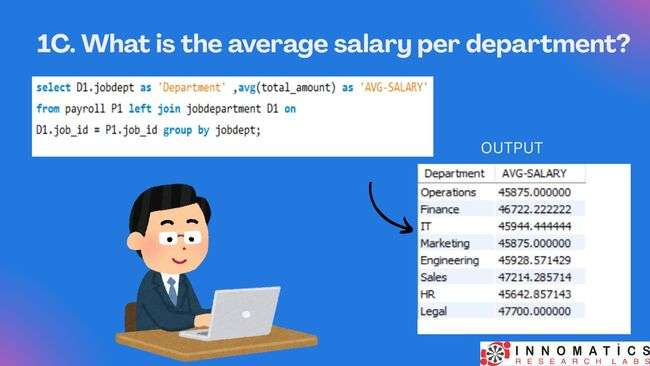 1C. What is the average salary per department?
select D1.jobdept as 'Department' ,avg(total_amount) as 'AVG-SALARY'
from payroll P1 left join jobdepartment D1 on
D1.job_id = P1.job_id group by jobdept;
OUTPUT
Department AVG-SALARY
Operations 45875.000000
Finance 46722.222222
IT 45944.444444
Marketing 45875.000000
Engineering 45928.571429
Sales 47214.285714
HR 45642.857143
Legal 47700.000000
INNOMATICS
RESEARCH LABS